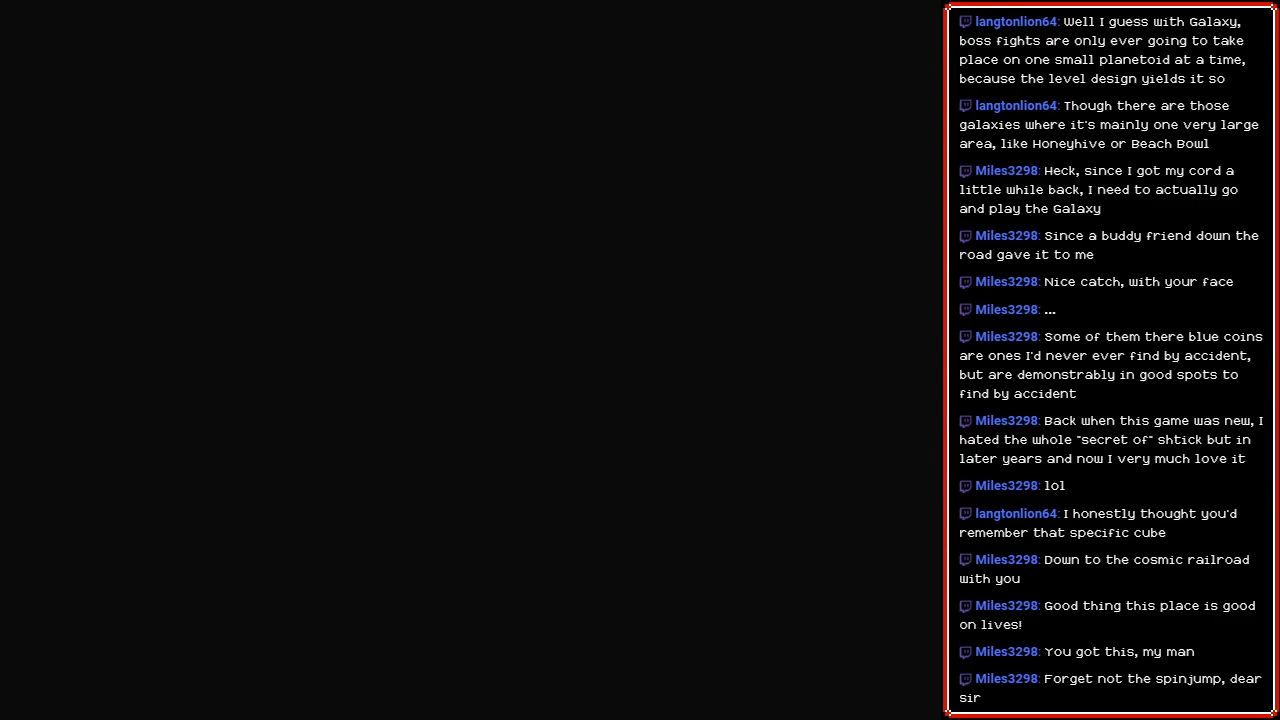 langtonlion64: Well I guess with Galaxy,
boss fights are only ever going to take
place on one small planetoid at a time,
because the level design yields it so
langtonlion64: Though there are those
galaxies where it's mainly one very large
area, like Honeyhive or Beach Bowl
Miles3298: Heck, since I got my cord a
little while back, I need to actually go
and play the Galaxy
Miles3298: Since a buddy friend down the
road gave it to me
Miles3298: Nice catch, with your face
Miles3298: ...
Miles3298: Some of them there blue coins
are ones I'd never ever find by accident,
but are demonstrably in good spots to
find by accident
Miles3298: Back when this game was new, I
hated the whole "secret of" shtick but in
later years and now I very much love it
Miles3298: lol
langtonlion64: I honestly thought you'd
remember that specific cube
Miles3298: Down to the cosmic railroad
with you
Miles3298: Good thing this place is good
on lives!
Miles3298: You got this, my man
Miles3298: Forget not the spinjump, dear
sir